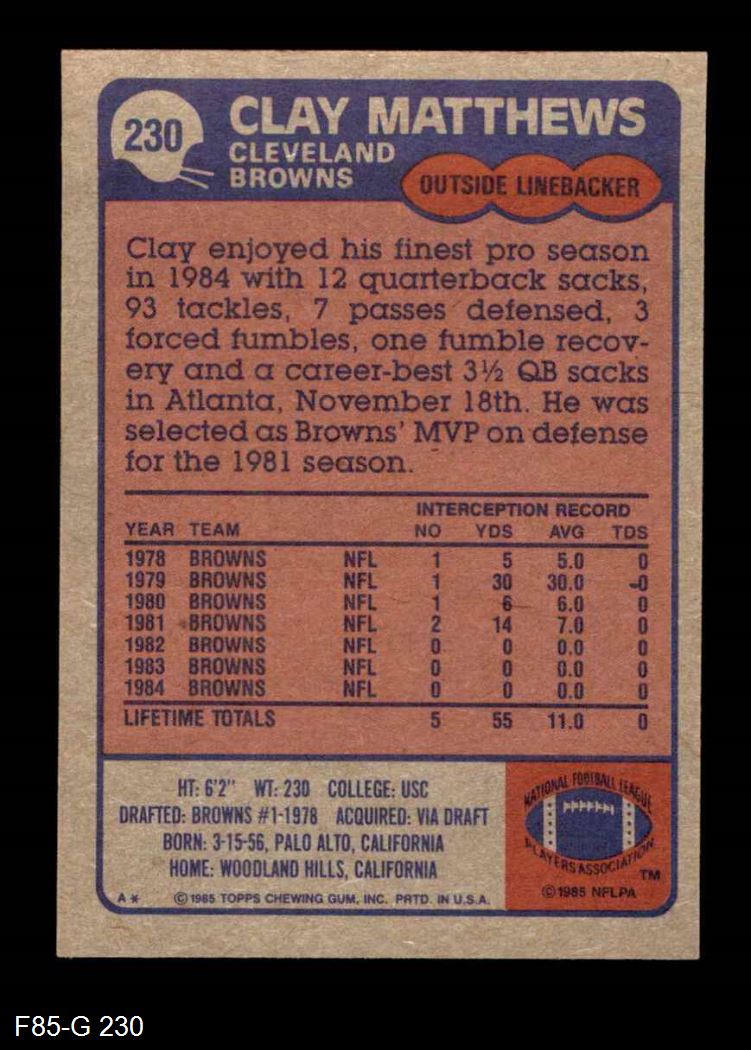 230
CLAY MATTHEWS
CLEVELAND
BROWNS
OUTSIDE LINEBACKER
Clay enjoyed his finest pro season
in 1984 with 12 quarterback sacks,
93 tackles, 7 passes defensed, 3
forced fumbles, one fumble recov-
ery and a career-best 3½ QB sacks
in Atlanta, November 18th. He was
selected as Browns' MVP on defense
for the 1981 season.
INTERCEPTION RECORD
YEAR TEAM NO YDS AVG TDS
1978 BROWNS NFL 1 5 5.0 0
1979 BROWNS NFL 1 30 30.0 0
1980 BROWNS NFL 1 6 6.0 0
1981 BROWNS NFL 2 14 7.0 0
1982 BROWNS NFL 0 0 0.0 0
1983 BROWNS NFL 0 0 0.0 0
1984 BROWNS NFL 0 0 0.0 0
LIFETIME TOTALS 5 55 11.0 0
HT: 6'2" WT: 230 COLLEGE: USC
DRAFTED: BROWNS #1-1978 ACQUIRED: VIA DRAFT
BORN: 3-15-56, PALO ALTO, CALIFORNIA
HOME: WOODLAND HILLS, CALIFORNIA
A* ©1985 TOPPS CHEWING GUM, INC. PRTD. IN U.S.A.
NATIONAL FOOTBALL LEAGUE
PLAYERS ASSOCIATION
TM
©1985 NFLPA
F85-G 230